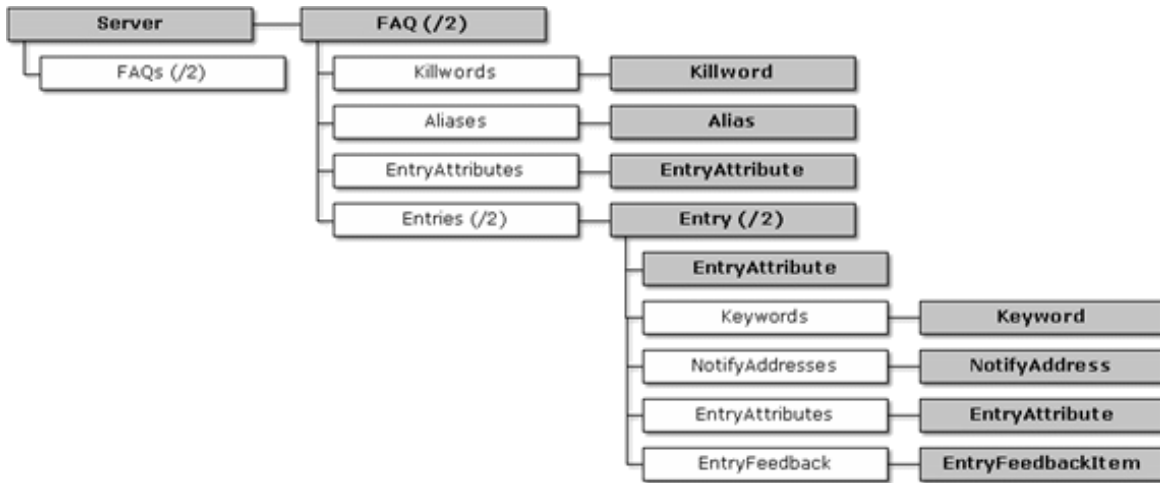 Server FAQ (/2)
FAQs (/2) Killwords Killword
Aliases Alias
EntryAttributes EntryAttribute
Entries (/2) Entry (/2)
EntryAttribute
Keywords Keyword
NotifyAddresses NotifyAddress
EntryAttributes EntryAttribute
EntryFeedback EntryFeedbackItem